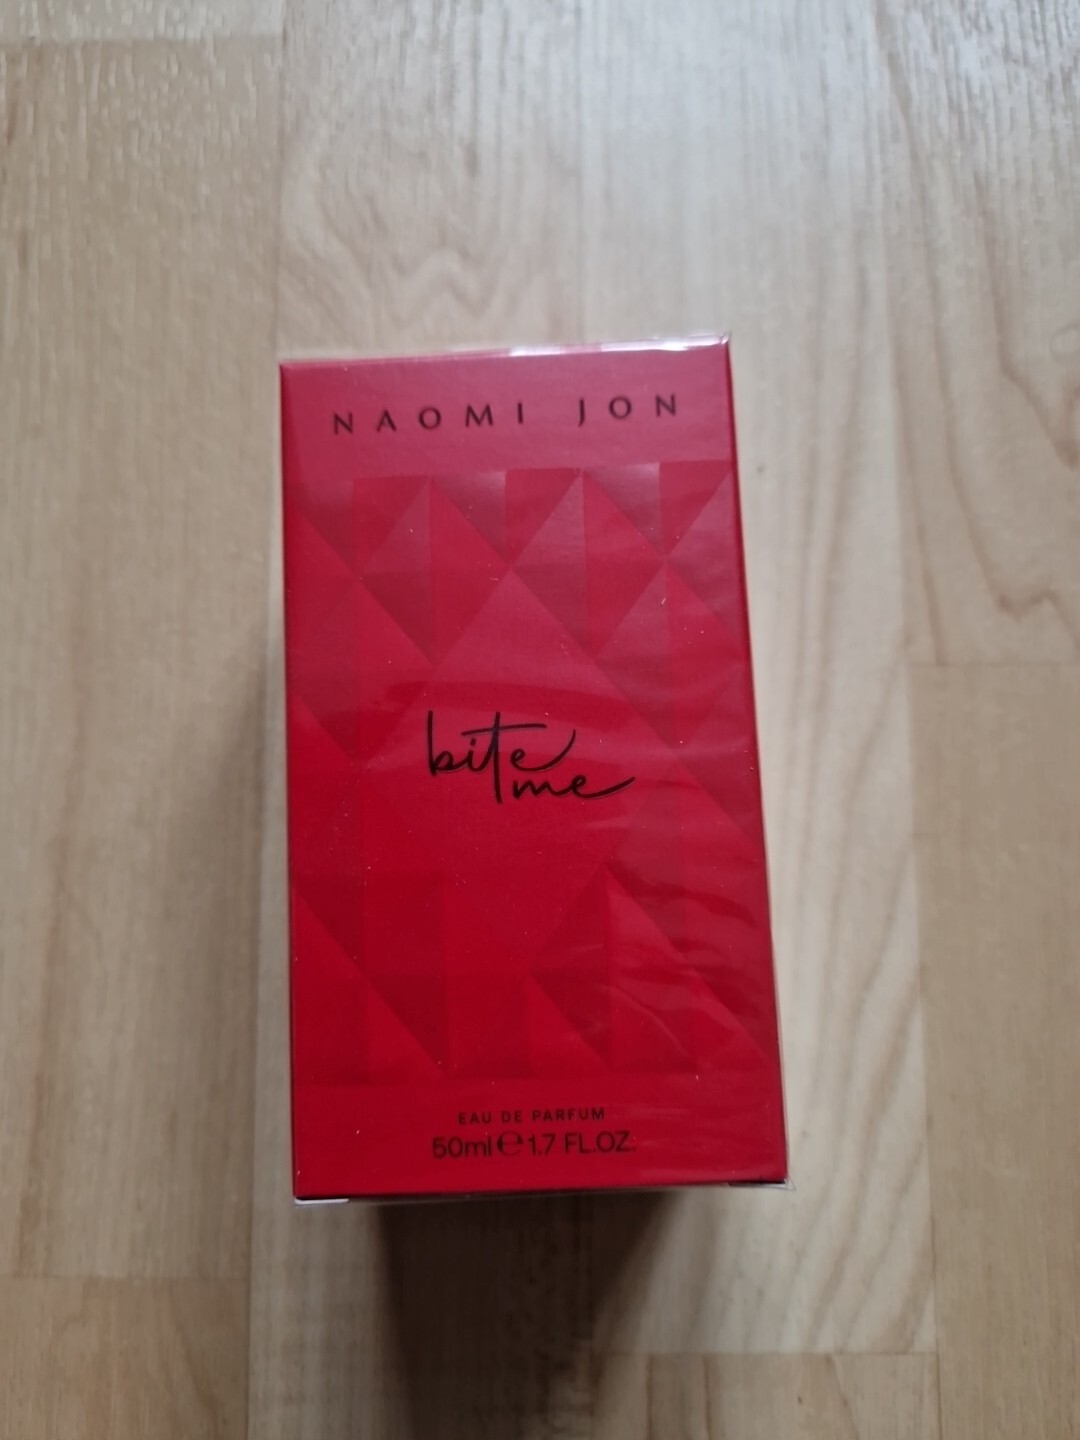 NAOMI JON
bite
me
EAU DE PARFUM
50ml ℮ 1.7 FL.OZ.